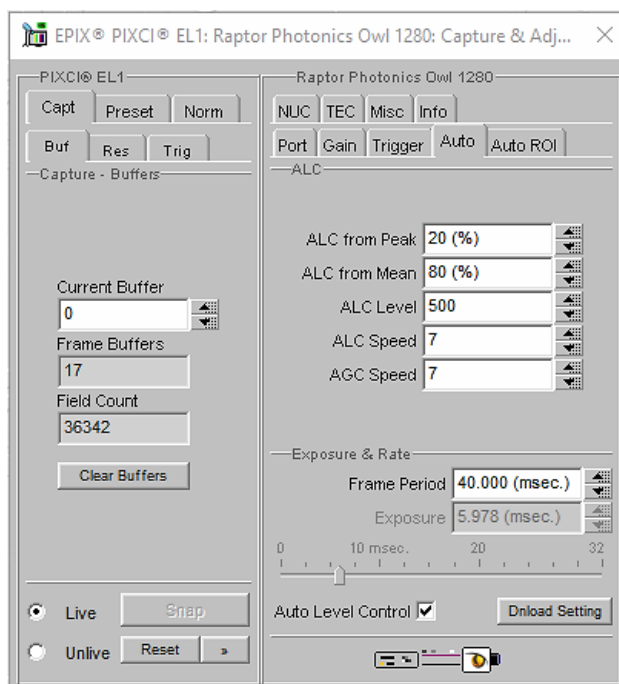 EPIX® PIXCI® EL1: Raptor Photonics Owl 1280: Capture & Adj...
PIXCI® EL1
Capt Preset Norm
Buf Res Trig
Capture - Buffers
Current Buffer
0
Frame Buffers
17
Field Count
36342
Clear Buffers
Live Snap
Unlive Reset »
Raptor Photonics Owl 1280
NUC TEC Misc Info
Port Gain Trigger Auto Auto ROI
ALC
ALC from Peak 20 (%)
ALC from Mean 80 (%)
ALC Level 500
ALC Speed 7
AGC Speed 7
Exposure & Rate
Frame Period 40.000 (msec.)
Exposure 5.978 (msec.)
0 10 msec. 20 32
Auto Level Control Dnload Setting